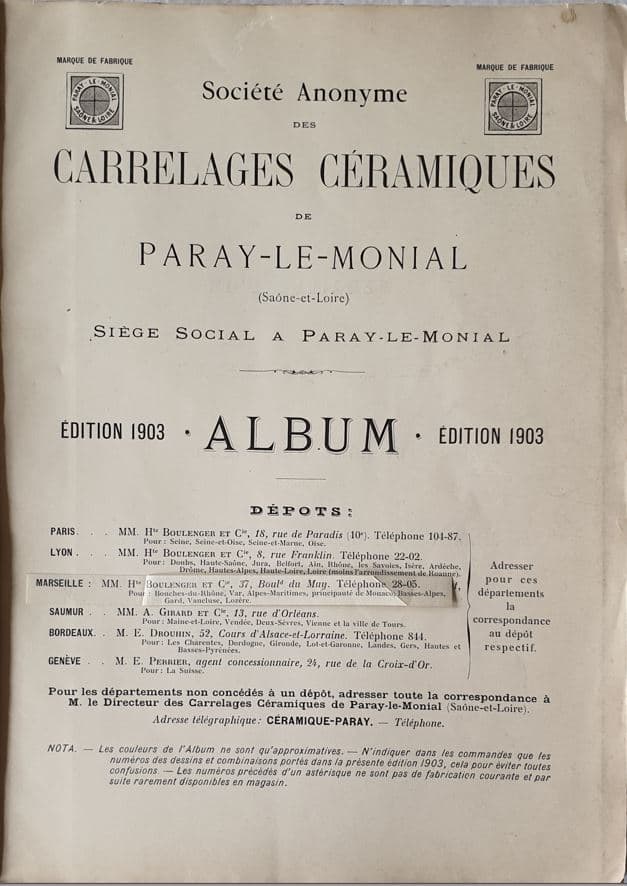 MARQUE DE FABRIQUE
MARQUE DE FABRIQUE
PARAY-LE-MONIAL
SAÔNE & LOIRE
PARAY-LE-MONIAL
SAÔNE & LOIRE
Société Anonyme
DES
CARRELAGES CÉRAMIQUES
DE
PARAY-LE-MONIAL
(Saône-et-Loire)
SIÈGE SOCIAL A PARAY-LE-MONIAL
ÉDITION 1903 · ALBUM · ÉDITION 1903
DÉPOTS :
PARIS. . . MM. Hte BOULENGER ET Cie, 18, rue de Paradis (10e). Téléphone 104-87.
Pour : Seine, Seine-et-Oise, Seine-et-Marne, Oise.
LYON . . . MM. Hte BOULENGER ET Cie, 8, rue Franklin. Téléphone 22-02.
Pour : Doubs, Haute-Saône, Jura, Belfort, Ain, Rhône, les Savoies, Isère, Ardèche,
Drôme, Hautes-Alpes, Haute-Loire, Loire (moins l'arrondissement de Roanne).
MARSEILLE : MM. Hte BOULENGER ET Cie, 37, Bould du Muy. Téléphone 28-05.
Pour Bouches-du-Rhône, Var, Alpes-Maritimes, principauté de Monaco, Basses-Alpes,
Gard, Vaucluse, Lozère.
SAUMUR . . MM. A. GIRARD ET Cie, 13, rue d'Orléans.
Pour : Maine-et-Loire, Vendée, Deux-Sèvres, Vienne et la ville de Tours.
BORDEAUX. . M. E. DROUHIN, 52, Cours d'Alsace-et-Lorraine. Téléphone 844.
Pour : Les Charentes, Dordogne, Gironde, Lot-et-Garonne, Landes, Gers, Hautes et
Basses-Pyrénées.
GENÈVE . . M. E. PERRIER, agent concessionnaire, 24, rue de la Croix-d'Or.
Pour : La Suisse.
Adresser
pour ces
départements
la
correspondance
au dépôt
respectif.
Pour les départements non concédés à un dépôt, adresser toute la correspondance à
M. le Directeur des Carrelages Céramiques de Paray-le-Monial (Saône-et-Loire).
Adresse télégraphique : CÉRAMIQUE-PARAY. — Téléphone.
NOTA. — Les couleurs de l'Album ne sont qu'approximatives. — N'indiquer dans les commandes que les
numéros des dessins et combinaisons portés dans la présente édition 1903, cela pour éviter toutes
confusions. — Les numéros précédés d'un astérisque ne sont pas de fabrication courante et par
suite rarement disponibles en magasin.